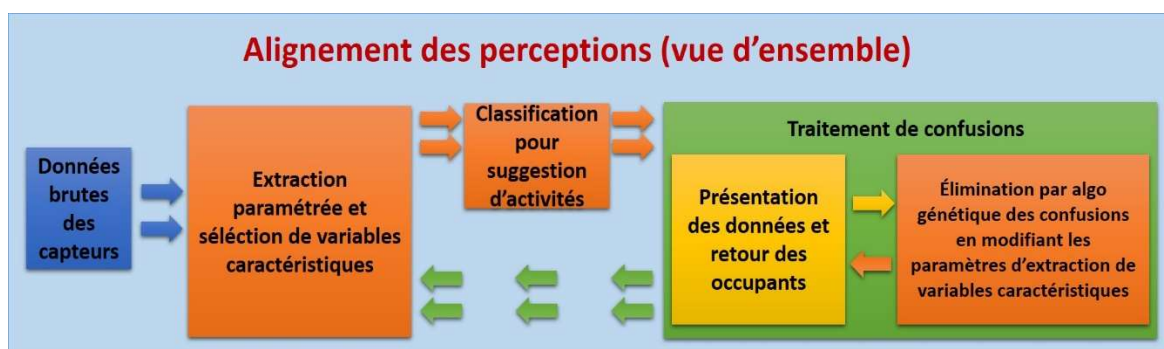 Alignement des perceptions (vue d'ensemble)
Données
brutes
des
capteurs
Extraction
paramétrée et
séléction de variables
caractéristiques
Classification
pour
suggestion
d'activités
Traitement de confusions
Présentation
des données et
retour des
occupants
Élimination par algo
génétique des confusions
en modifiant les
paramètres d'extraction de
variables caractéristiques